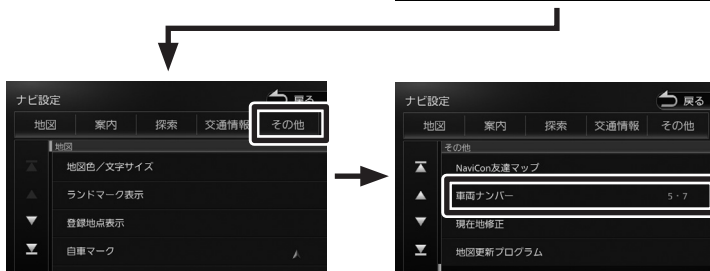 ナビ設定
戻る
地図 案内 探索 交通情報 その他
地図
地図色/文字サイズ
ランドマーク表示
登録地点表示
自車マーク
ナビ設定
戻る
地図 案内 探索 交通情報 その他
その他
NaviCon友達マップ
車両ナンバー 5・7
現在地修正
地図更新プログラム